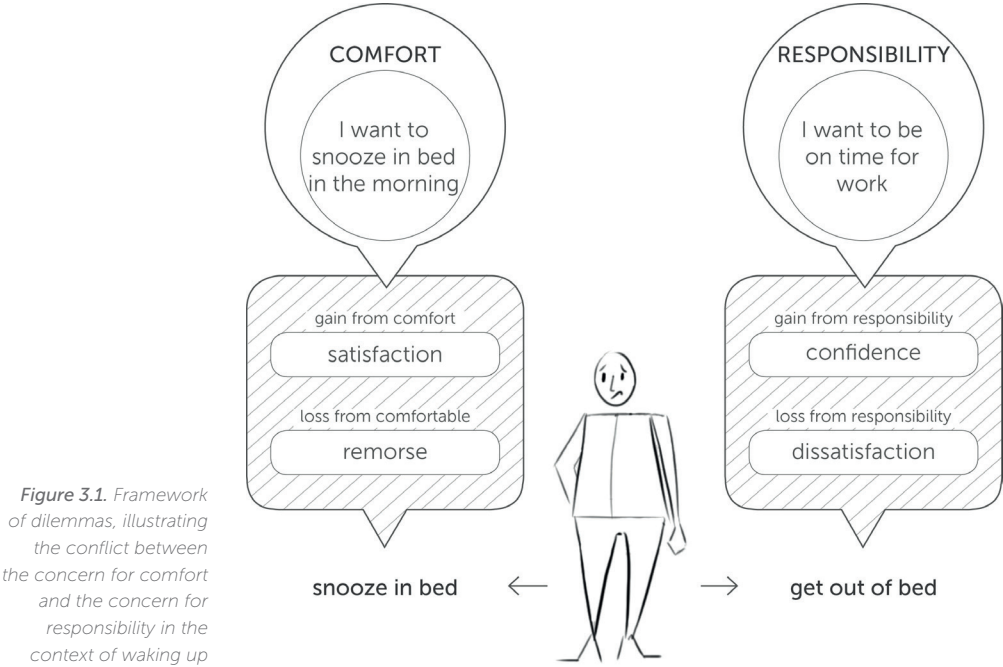 COMFORT
I want to
snooze in bed
in the morning
gain from comfort
satisfaction
loss from comfortable
remorse
snooze in bed
RESPONSIBILITY
I want to be
on time for
work
gain from responsibility
confidence
loss from responsibility
dissatisfaction
get out of bed
Figure 3.1. Framework
of dilemmas, illustrating
the conflict between
the concern for comfort
and the concern for
responsibility in the
context of waking up